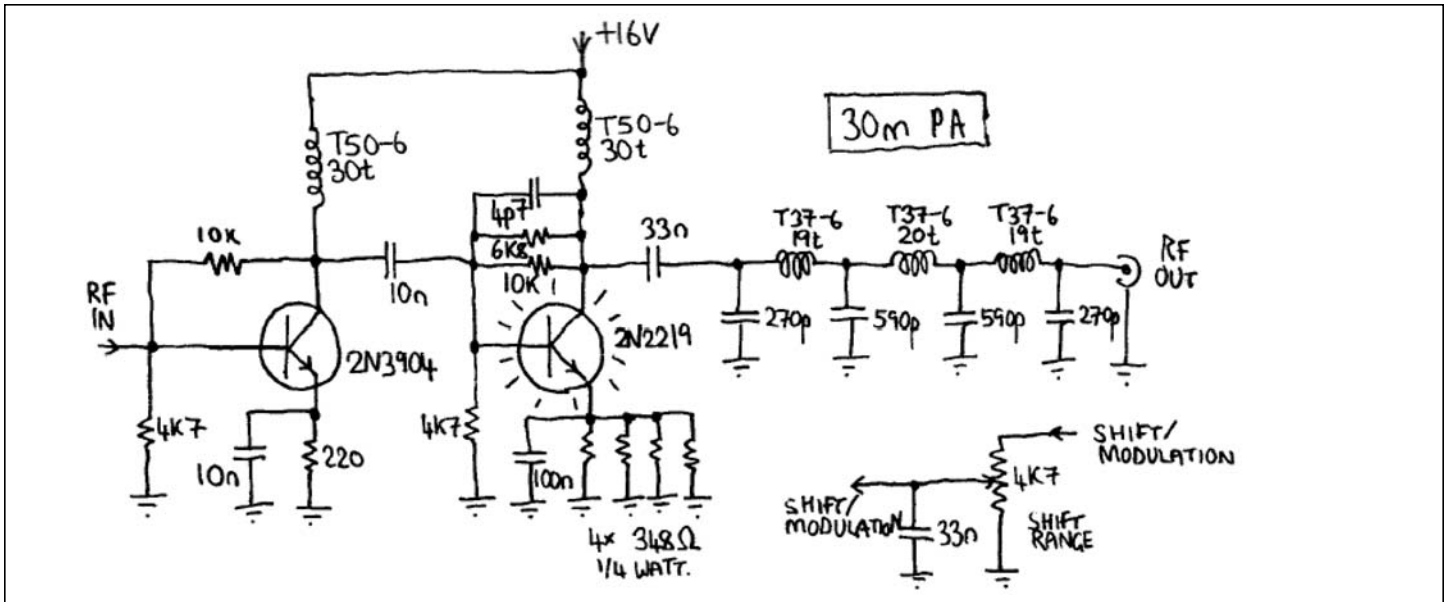 +16V
T50-6
30t
T50-6
30t
30m PA
4p7
6K8
10K
10K
10n
33n
T37-6
19t
T37-6
20t
T37-6
19t
RF
OUT
RF
IN
2N3904
2N2219
270p
590p
590p
270p
4K7
10n
220
4K7
100n
4x 348Ω
1/4 WATT.
SHIFT/
MODULATION
4K7
SHIFT/
MODULATION
33n
SHIFT
RANGE